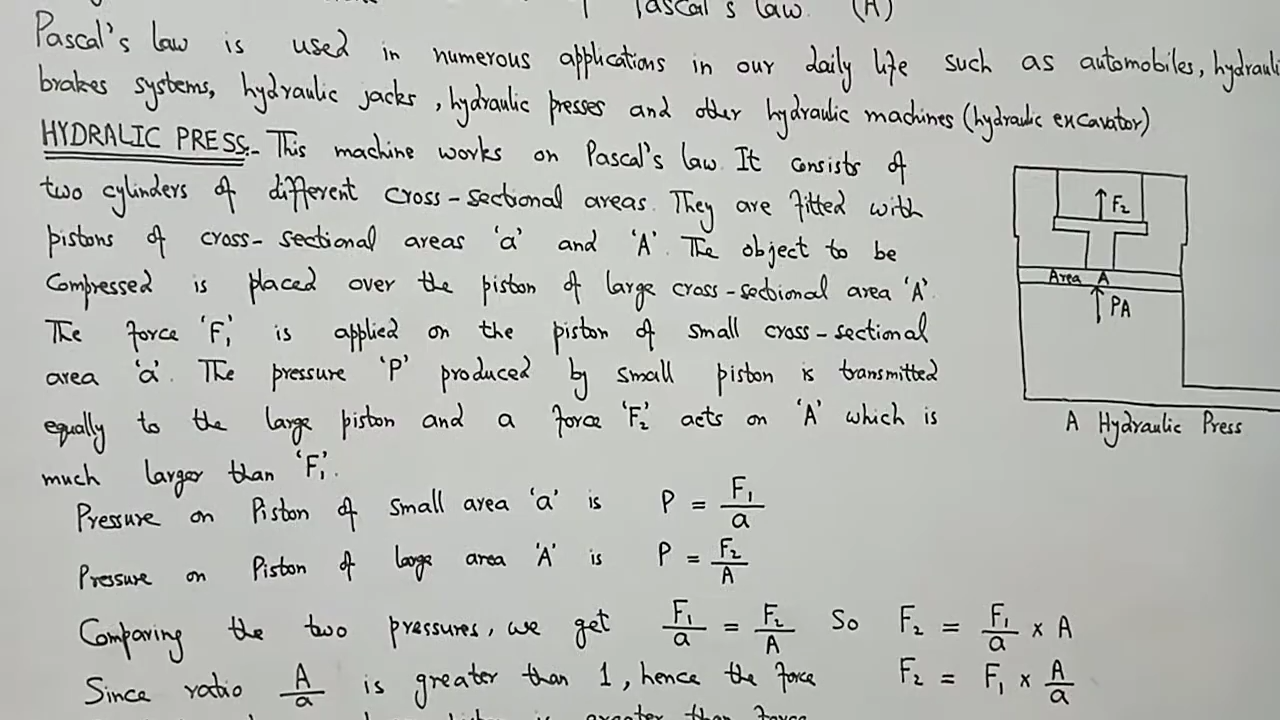 Pascal's law. (A)
Pascal's law is used in numerous applications in our daily life such as automobiles, hydrauli
brakes systems, hydraulic jacks, hydraulic presses and other hydraulic machines (hydraulic excavator)
HYDRALIC PRESS:- This machine works on Pascal's law. It consists of
two cylinders of different cross-sectional areas. They are fitted with
pistons of cross-sectional areas 'a' and 'A'. The object to be
compressed is placed over the piston of large cross-sectional area 'A'.
The force 'F₁' is applied on the piston of small cross-sectional
area 'a'. The pressure 'P' produced by small piston is transmitted
equally to the large piston and a force 'F₂' acts on 'A' which is
much larger than 'F₁'.
F₂
Area A
PA
A Hydraulic Press
Pressure on Piston of small area 'a' is P = F₁/a
Pressure on Piston of large area 'A' is P = F₂/A
Comparing the two pressures, we get F₁/a = F₂/A So F₂ = F₁/a × A
Since ratio A/a is greater than 1, hence the force F₂ = F₁ × A/a
is greater than force